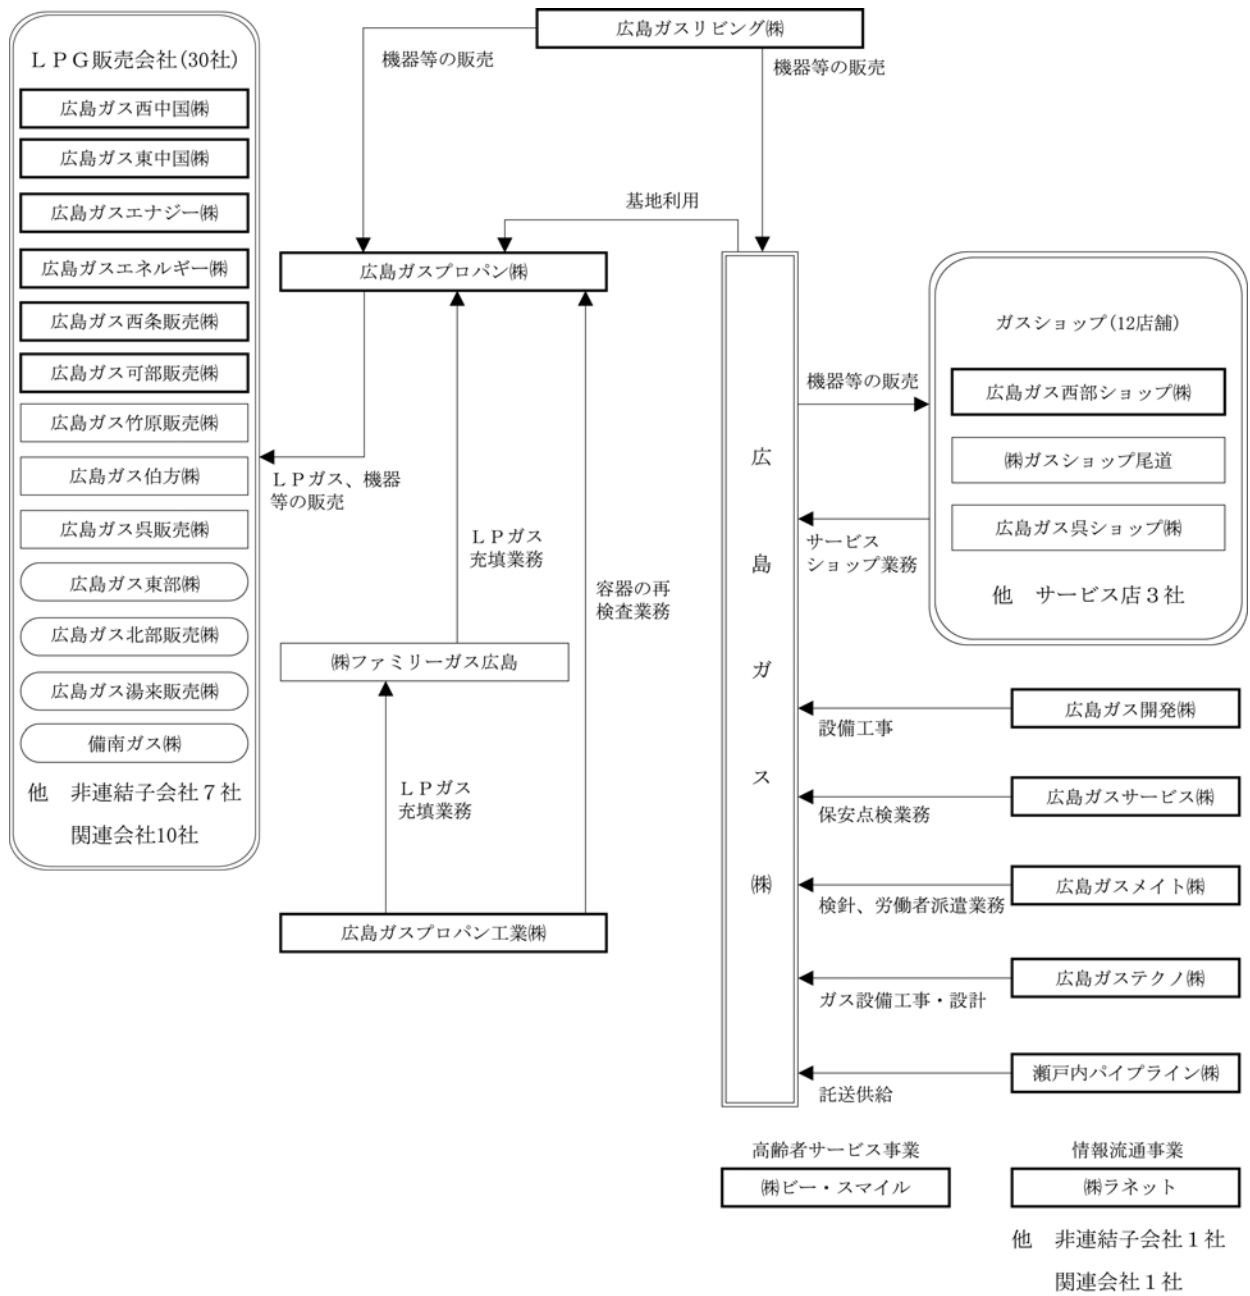 広島ガスリビング㈱
機器等の販売
機器等の販売
ＬＰＧ販売会社(30社)
広島ガス西中国㈱
広島ガス東中国㈱
広島ガスエナジー㈱
広島ガスエネルギー㈱
広島ガス西条販売㈱
広島ガス可部販売㈱
広島ガス竹原販売㈱
広島ガス伯方㈱
広島ガス呉販売㈱
広島ガス東部㈱
広島ガス北部販売㈱
広島ガス湯来販売㈱
備南ガス㈱
他　非連結子会社７社
関連会社10社
基地利用
広島ガスプロパン㈱
ＬＰガス、機器
等の販売
ＬＰガス
充填業務
容器の再
検査業務
㈱ファミリーガス広島
ＬＰガス
充填業務
広島ガスプロパン工業㈱
広島ガス㈱
機器等の販売
サービス
ショップ業務
ガスショップ(12店舗)
広島ガス西部ショップ㈱
㈱ガスショップ尾道
広島ガス呉ショップ㈱
他　サービス店３社
広島ガス開発㈱
設備工事
広島ガスサービス㈱
保安点検業務
広島ガスメイト㈱
検針、労働者派遣業務
広島ガステクノ㈱
ガス設備工事・設計
瀬戸内パイプライン㈱
託送供給
高齢者サービス事業
㈱ビー・スマイル
情報流通事業
㈱ラネット
他　非連結子会社１社
関連会社１社